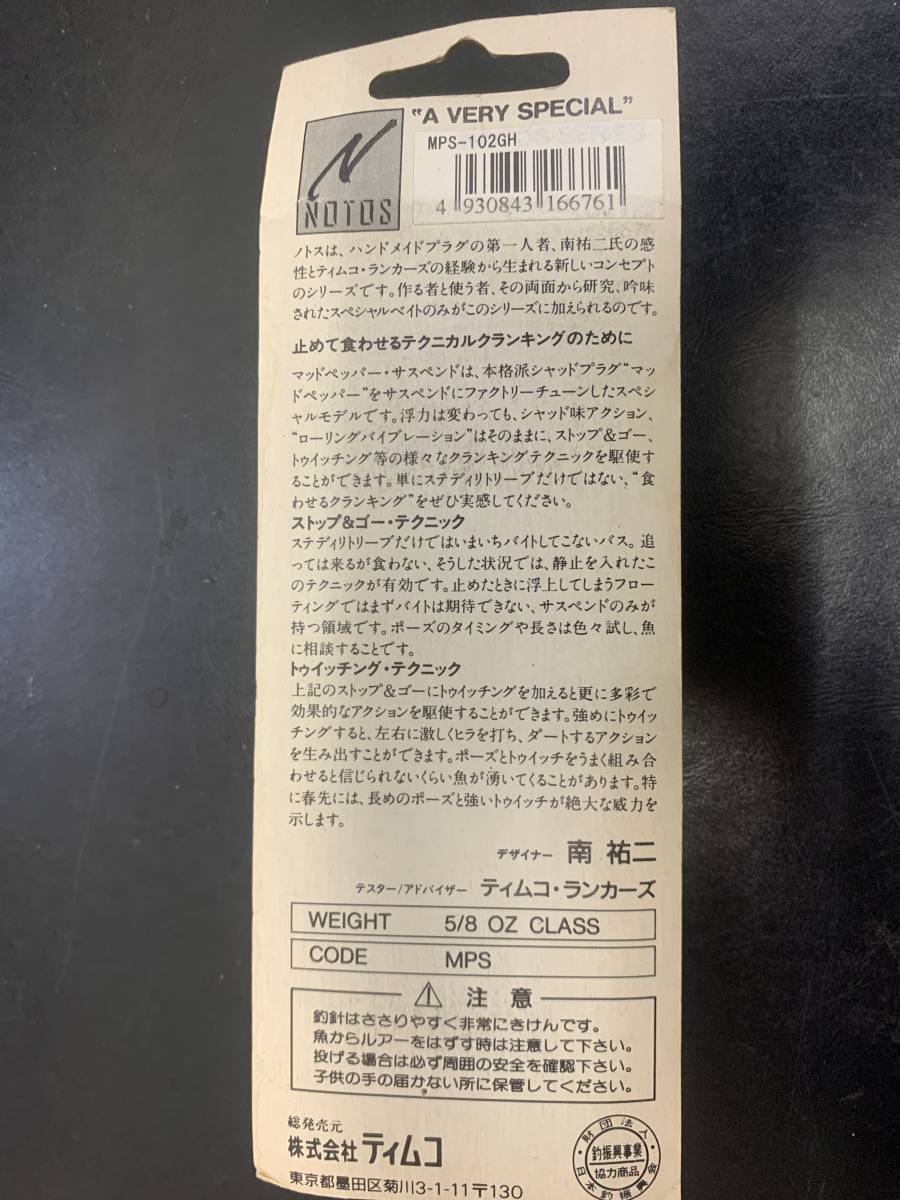 "A VERY SPECIAL"
NOTOS
MPS-102GH
4 930843 166761
ノトスは、ハンドメイドプラグの第一人者、南祐二氏の感
性とティムコ・ランカーズの経験から生まれる新しいコンセプト
のシリーズです。作る者と使う者、その両面から研究、吟味
されたスペシャルベイトのみがこのシリーズに加えられるのです。
止めて食わせるテクニカルクランキングのために
マッドペッパー・サスペンドは、本格派シャッドプラグ“マッ
ドペッパー”をサスペンドにファクトリーチューンしたスペシ
ャルモデルです。浮力は変わっても、シャッド味アクション、
“ローリングバイブレーション”はそのままに、ストップ&ゴー、
トゥイッチング等の様々なクランキングテクニックを駆使す
ることができます。単にステディリトリーブだけではない、“食
わせるクランキング”をぜひ実感してください。
ストップ&ゴー・テクニック
ステディリトリーブだけではいまいちバイトしてこないバス。追
っては来るが食わない、そうした状況では、静止を入れたこ
のテクニックが有効です。止めたときに浮上してしまうフロー
ティングではまずバイトは期待できない、サスペンドのみが
持つ領域です。ポーズのタイミングや長さは色々試し、魚
に相談することです。
トゥイッチング・テクニック
上記のストップ&ゴーにトゥイッチングを加えると更に多彩で
効果的なアクションを駆使することができます。強めにトゥイッ
チングすると、左右に激しくヒラを打ち、ダートするアクション
を生み出すことができます。ポーズとトゥイッチをうまく組み合
わせると信じられないくらい魚が湧いてくることがあります。特
に春先には、長めのポーズと強いトゥイッチが絶大な威力を
示します。
デザイナー 南 祐二
テスター/アドバイザー ティムコ・ランカーズ
WEIGHT 5/8 OZ CLASS
CODE MPS
注意
釣針はささりやすく非常にきけんです。
魚からルアーをはずす時は注意して下さい。
投げる場合は必ず周囲の安全を確認下さい。
子供の手の届かない所に保管してください。
総発売元
株式会社ティムコ
東京都墨田区菊川3-1-11〒130
財団法人
釣振興事業
協力商品
日本釣振興会